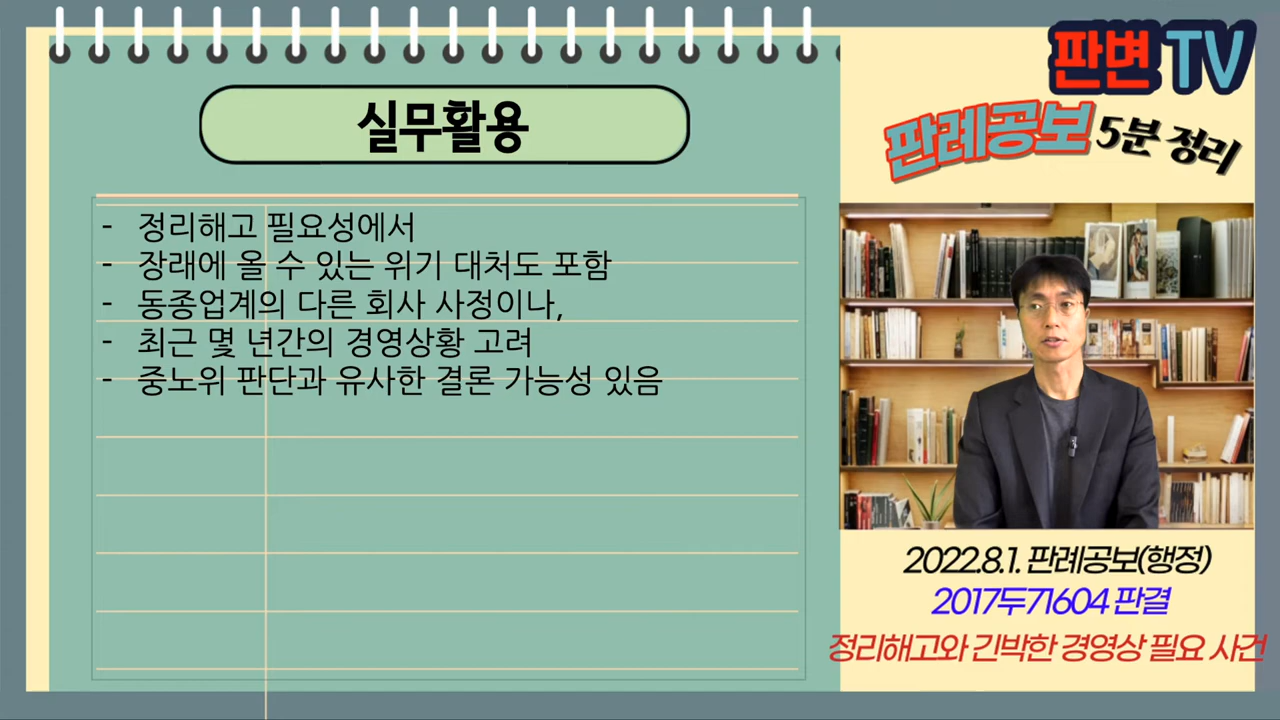 판변 TV
판례공보 5분 정리
실무활용
- 정리해고 필요성에서
- 장래에 올 수 있는 위기 대처도 포함
- 동종업계의 다른 회사 사정이나,
- 최근 몇 년간의 경영상황 고려
- 중노위 판단과 유사한 결론 가능성 있음
2022.8.1. 판례공보(행정)
2017두71604 판결
정리해고와 긴박한 경영상 필요 사건